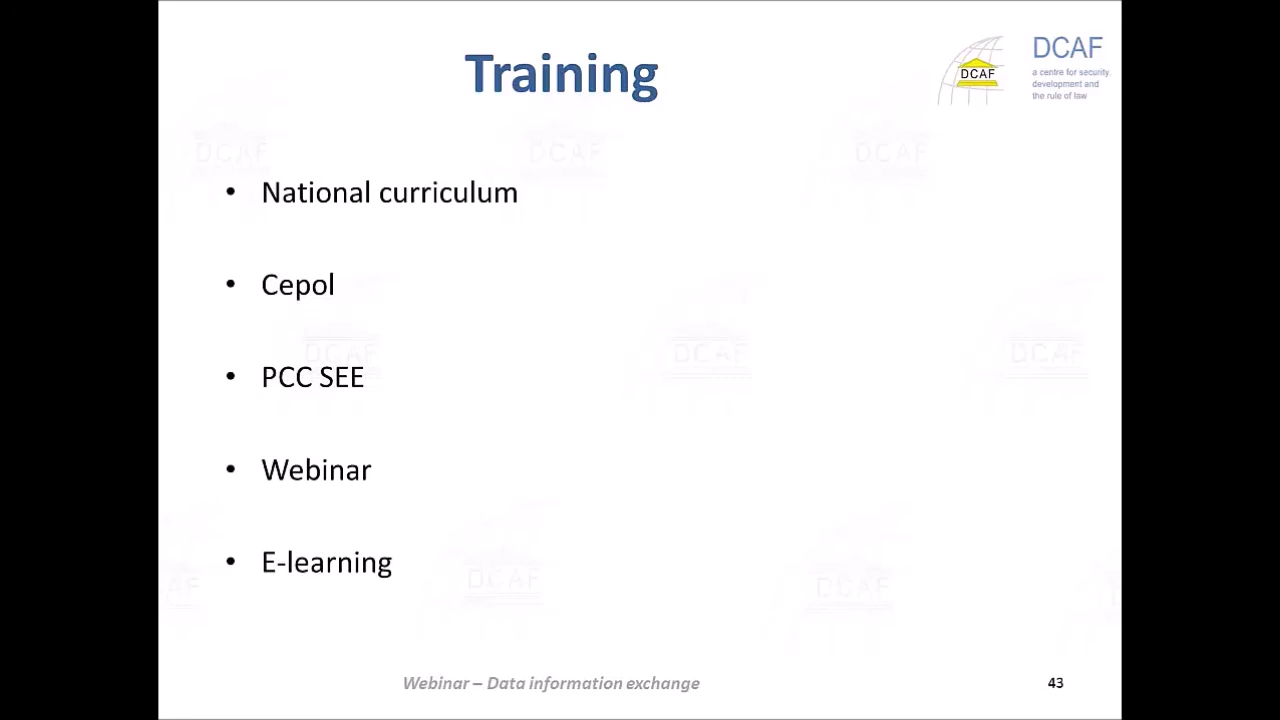 Training
DCAF
DCAF
a centre for security,
development and
the rule of law
• National curriculum
• Cepol
• PCC SEE
• Webinar
• E-learning
Webinar – Data information exchange
43